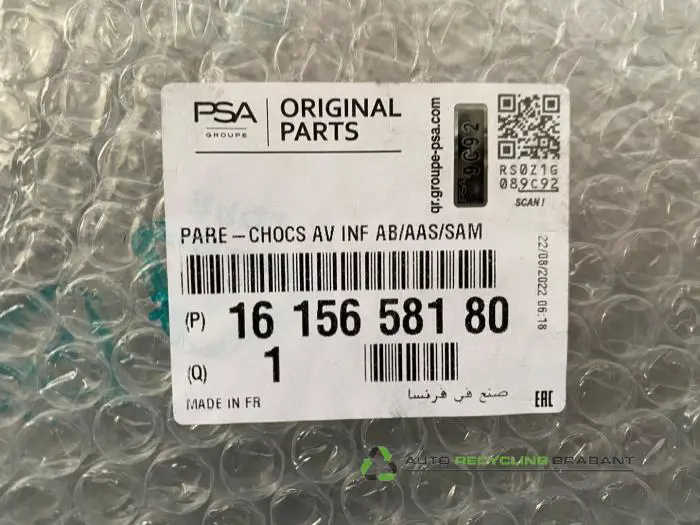 PSA
GROUPE
ORIGINAL
PARTS
qr.groupe-psa.com
PSA 9C92
RS0Z1G
089C92
SCAN!
PARE-CHOCS AV INF AB/AAS/SAM
22/08/2022 06:18
(P) 16 156 581 80
(Q) 1
MADE IN FR
صنع في فرنسا
EAC
AUTO RECYCLING BRABANT